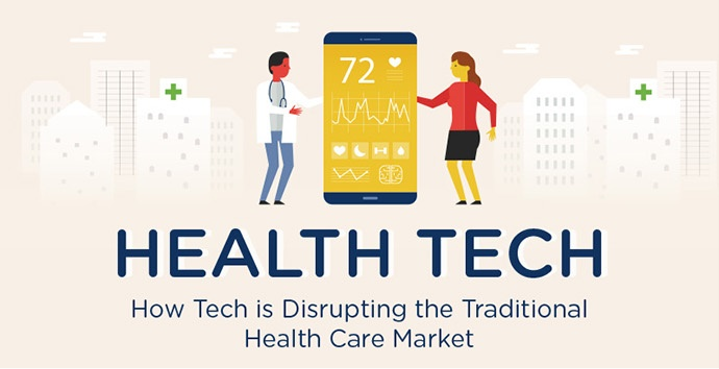 72
HEALTH TECH
How Tech is Disrupting the Traditional
Health Care Market